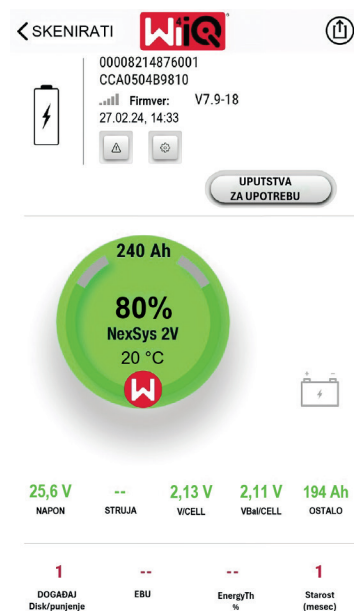 SKENIRATI
WiiQ
00008214876001
CCA0504B9810
Firmver: V7.9-18
27.02.24, 14:33
UPUTSTVA
ZA UPOTREBU
240 Ah
80%
NexSys 2V
20 °C
25,6 V -- 2,13 V 2,11 V 194 Ah
NAPON STRUJA V/CELL VBal/CELL OSTALO
1 -- -- 1
DOGAĐAJ EBU EnergyTh Starost
Disk/punjenje % (mesec)